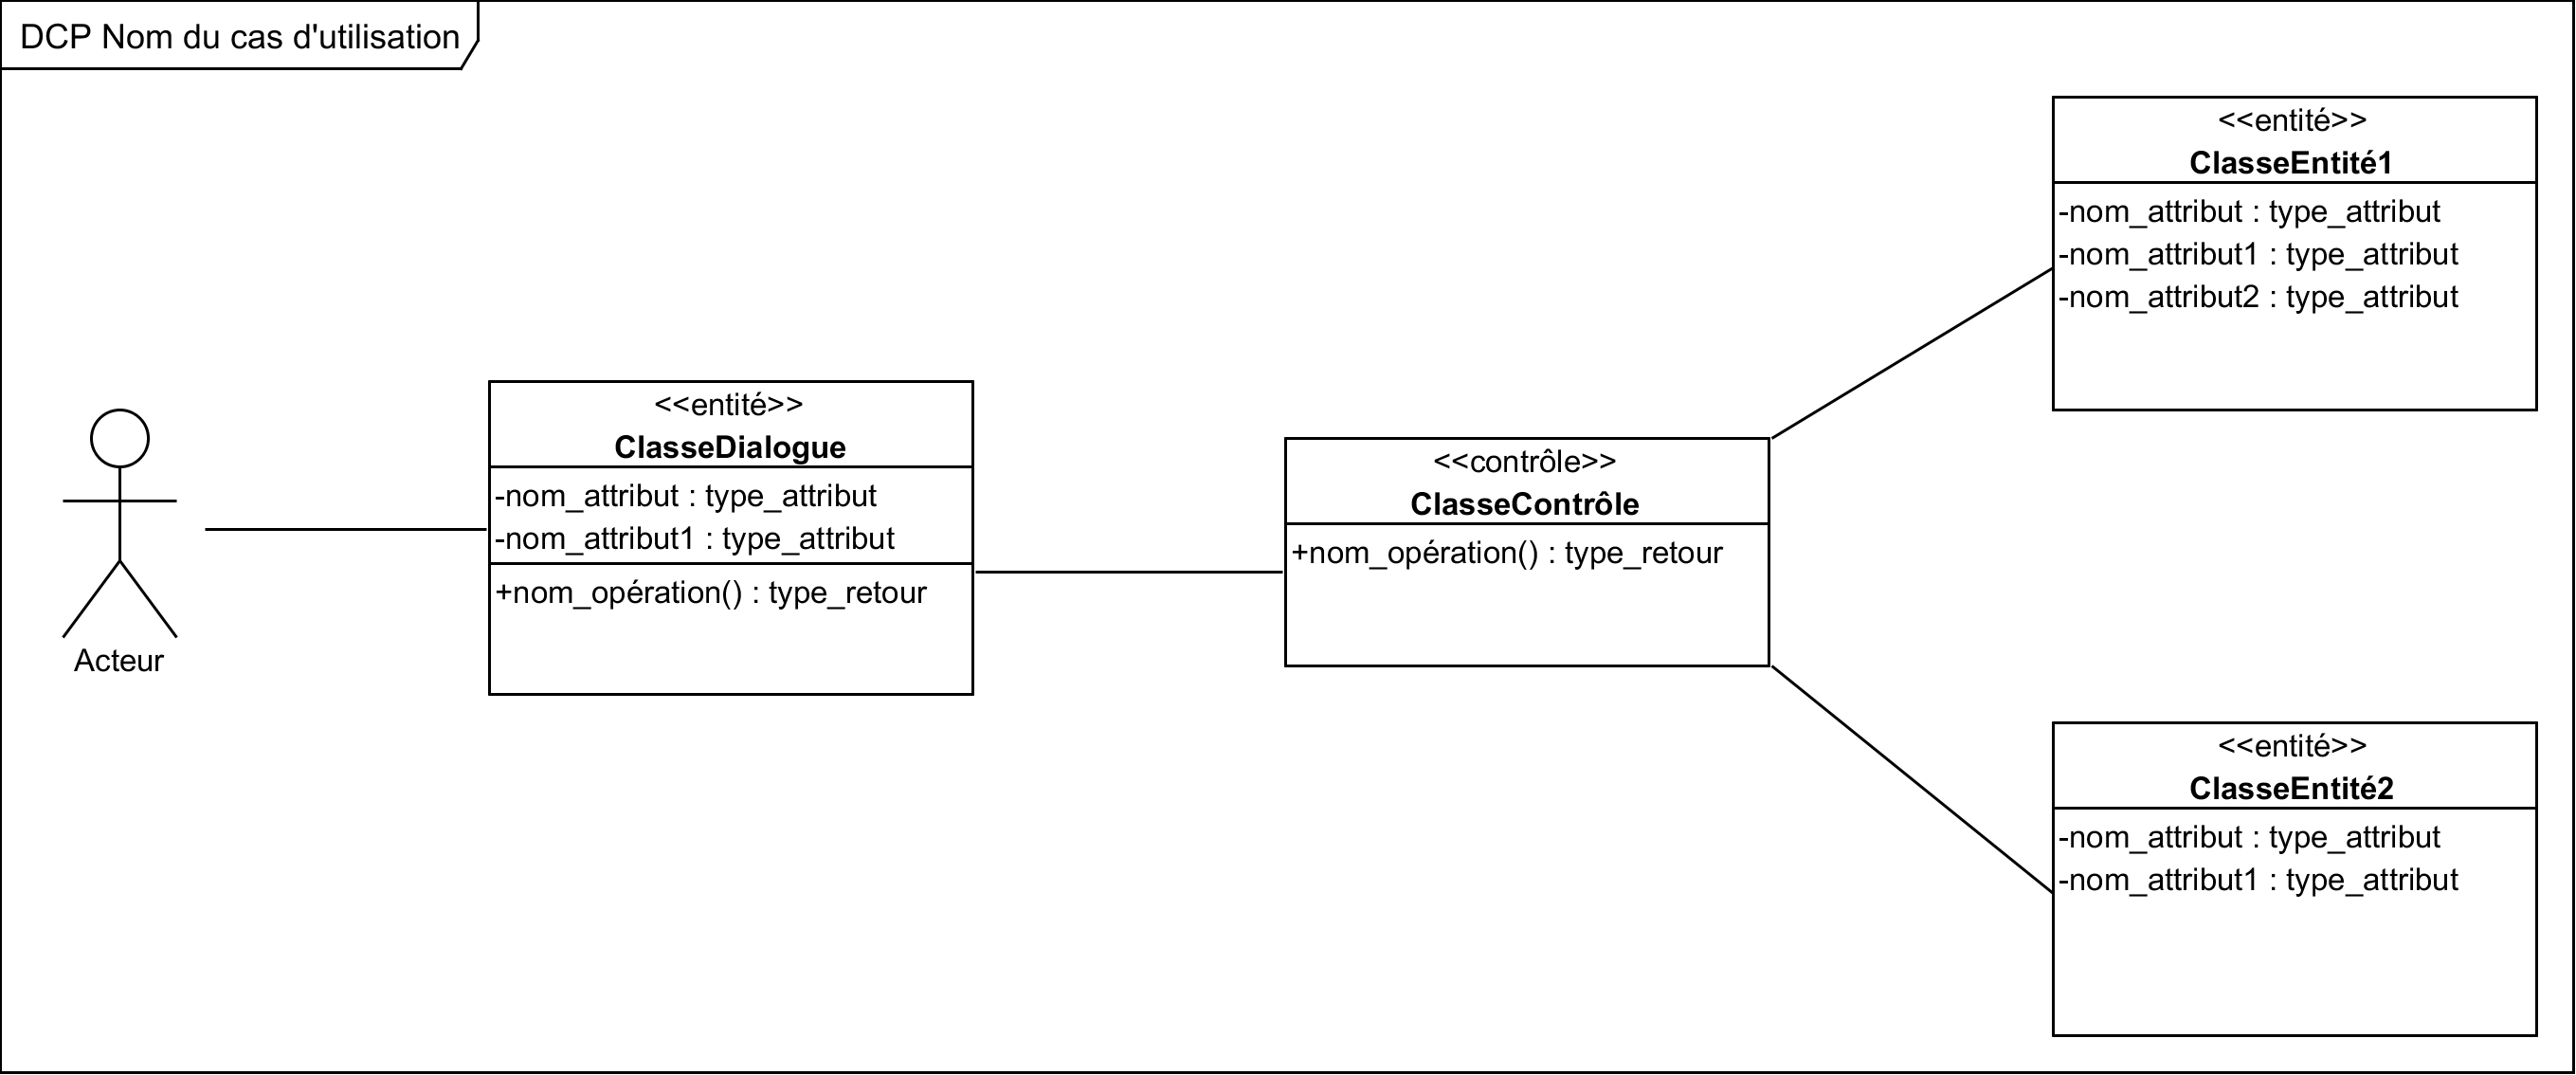 DCP Nom du cas d'utilisation
<<entité>>
ClasseEntité1
-nom_attribut : type_attribut
-nom_attribut1 : type_attribut
-nom_attribut2 : type_attribut
<<entité>>
ClasseDialogue
-nom_attribut : type_attribut
-nom_attribut1 : type_attribut
+nom_opération() : type_retour
Acteur
<<contrôle>>
ClasseContrôle
+nom_opération() : type_retour
<<entité>>
ClasseEntité2
-nom_attribut : type_attribut
-nom_attribut1 : type_attribut